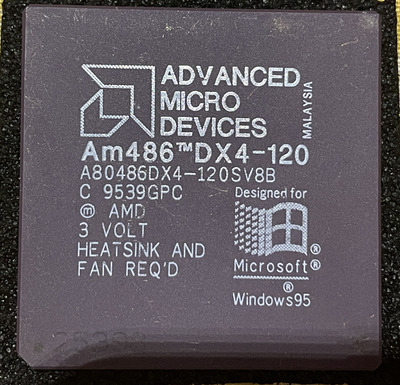 ADVANCED
MICRO
DEVICES
MALAYSIA
Am486™DX4-120
A80486DX4-120SV8B
C 9539GPC
ⓜ AMD
3 VOLT
HEATSINK AND
FAN REQ'D
Designed for
®
Microsoft®
®
Windows95